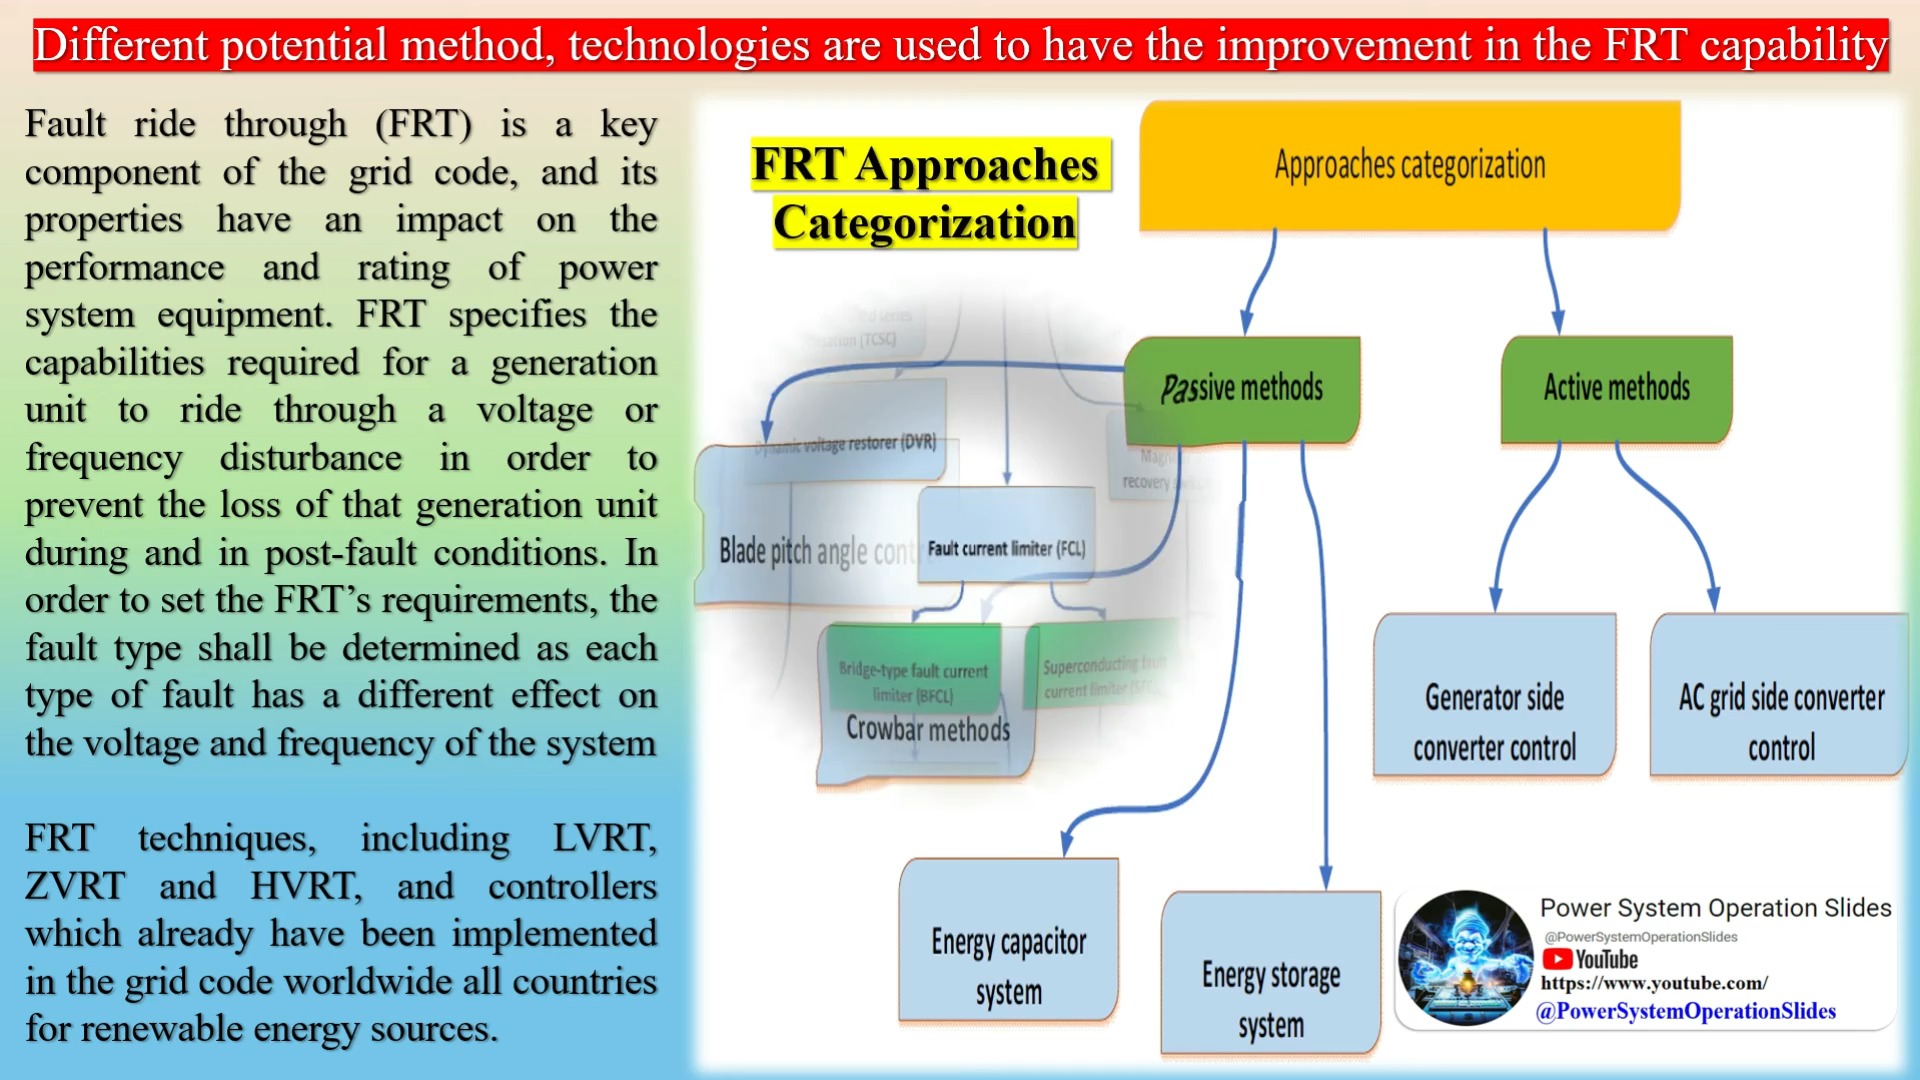 Different potential method, technologies are used to have the improvement in the FRT capability
Fault ride through (FRT) is a key
component of the grid code, and its
properties have an impact on the
performance and rating of power
system equipment. FRT specifies the
capabilities required for a generation
unit to ride through a voltage or
frequency disturbance in order to
prevent the loss of that generation unit
during and in post-fault conditions. In
order to set the FRT’s requirements, the
fault type shall be determined as each
type of fault has a different effect on
the voltage and frequency of the system
FRT techniques, including LVRT,
ZVRT and HVRT, and controllers
which already have been implemented
in the grid code worldwide all countries
for renewable energy sources.
FRT Approaches
Categorization
Approaches categorization
Passive methods
Active methods
series
(TCSC)
Dynamic voltage restorer (DVR)
recovery
Blade pitch angle
Fault current limiter (FCL)
Bridge-type fault current
limiter (BFCL)
Superconducting fault
current limiter
Crowbar methods
Generator side
converter control
AC grid side converter
control
Energy capacitor
system
Energy storage
system
Power System Operation Slides
@PowerSystemOperationSlides
YouTube
https://www.youtube.com/
@PowerSystemOperationSlides